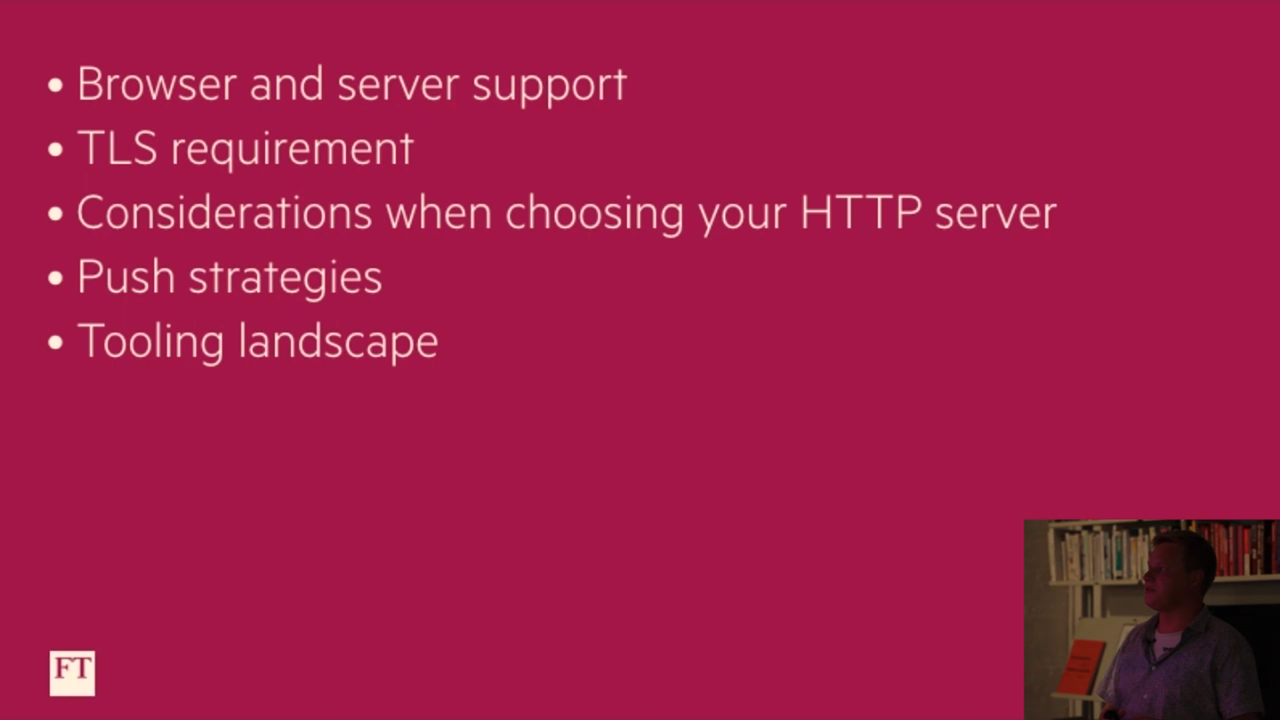 • Browser and server support
• TLS requirement
• Considerations when choosing your HTTP server
• Push strategies
• Tooling landscape
FT